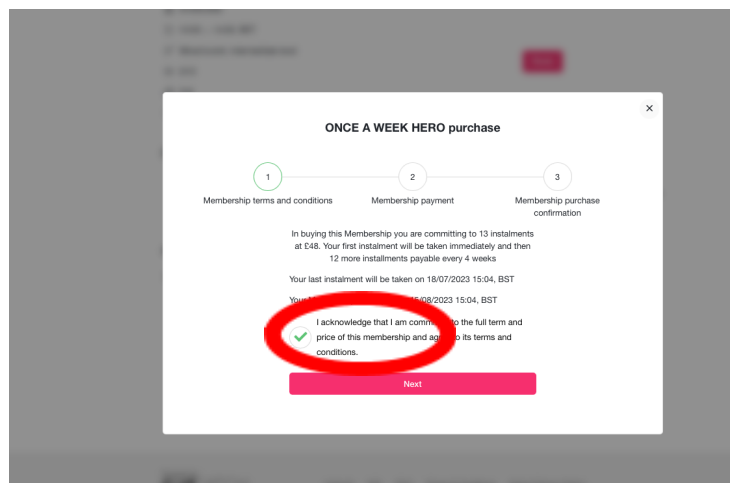 ONCE A WEEK HERO purchase
1
2
3
Membership terms and conditions
Membership payment
Membership purchase
confirmation
In buying this Membership you are committing to 13 instalments
at £48. Your first instalment will be taken immediately and then
12 more installments payable every 4 weeks
Your last instalment will be taken on 18/07/2023 15:04, BST
15/08/2023 15:04, BST
I acknowledge that I am to the full term and
price of this membership and its terms and
conditions.
Next